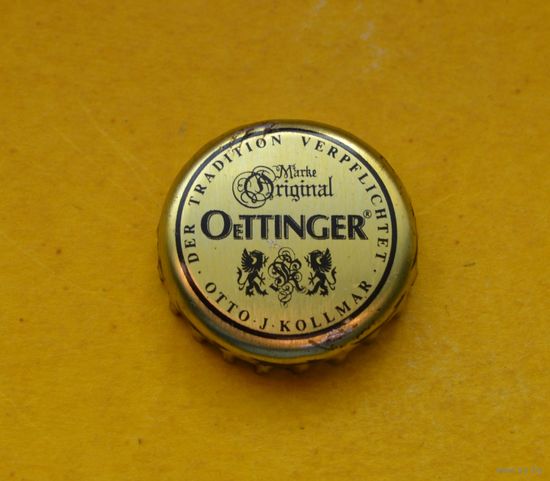 DER TRADITION VERPFLICHTET
Marke
Original
OETTINGER®
· OTTO · J · KOLLMAR ·